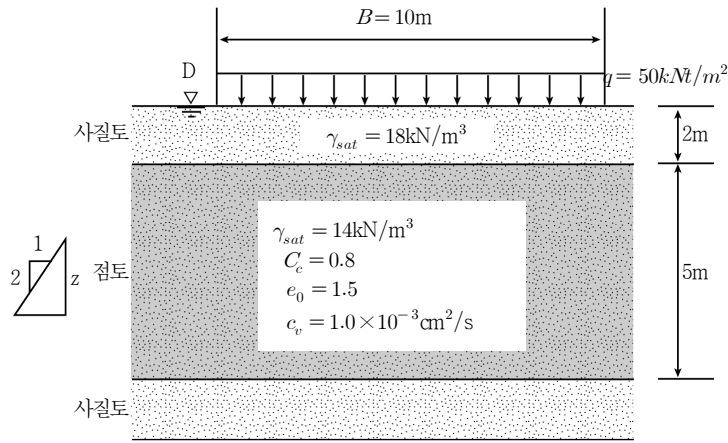 B = 10m
D
q = 50kN/m²
사질토
γsat = 18kN/m³
2m
γsat = 14kN/m³
Cc = 0.8
e0 = 1.5
cv = 1.0×10⁻³cm²/s
1
2
z
점토
5m
사질토